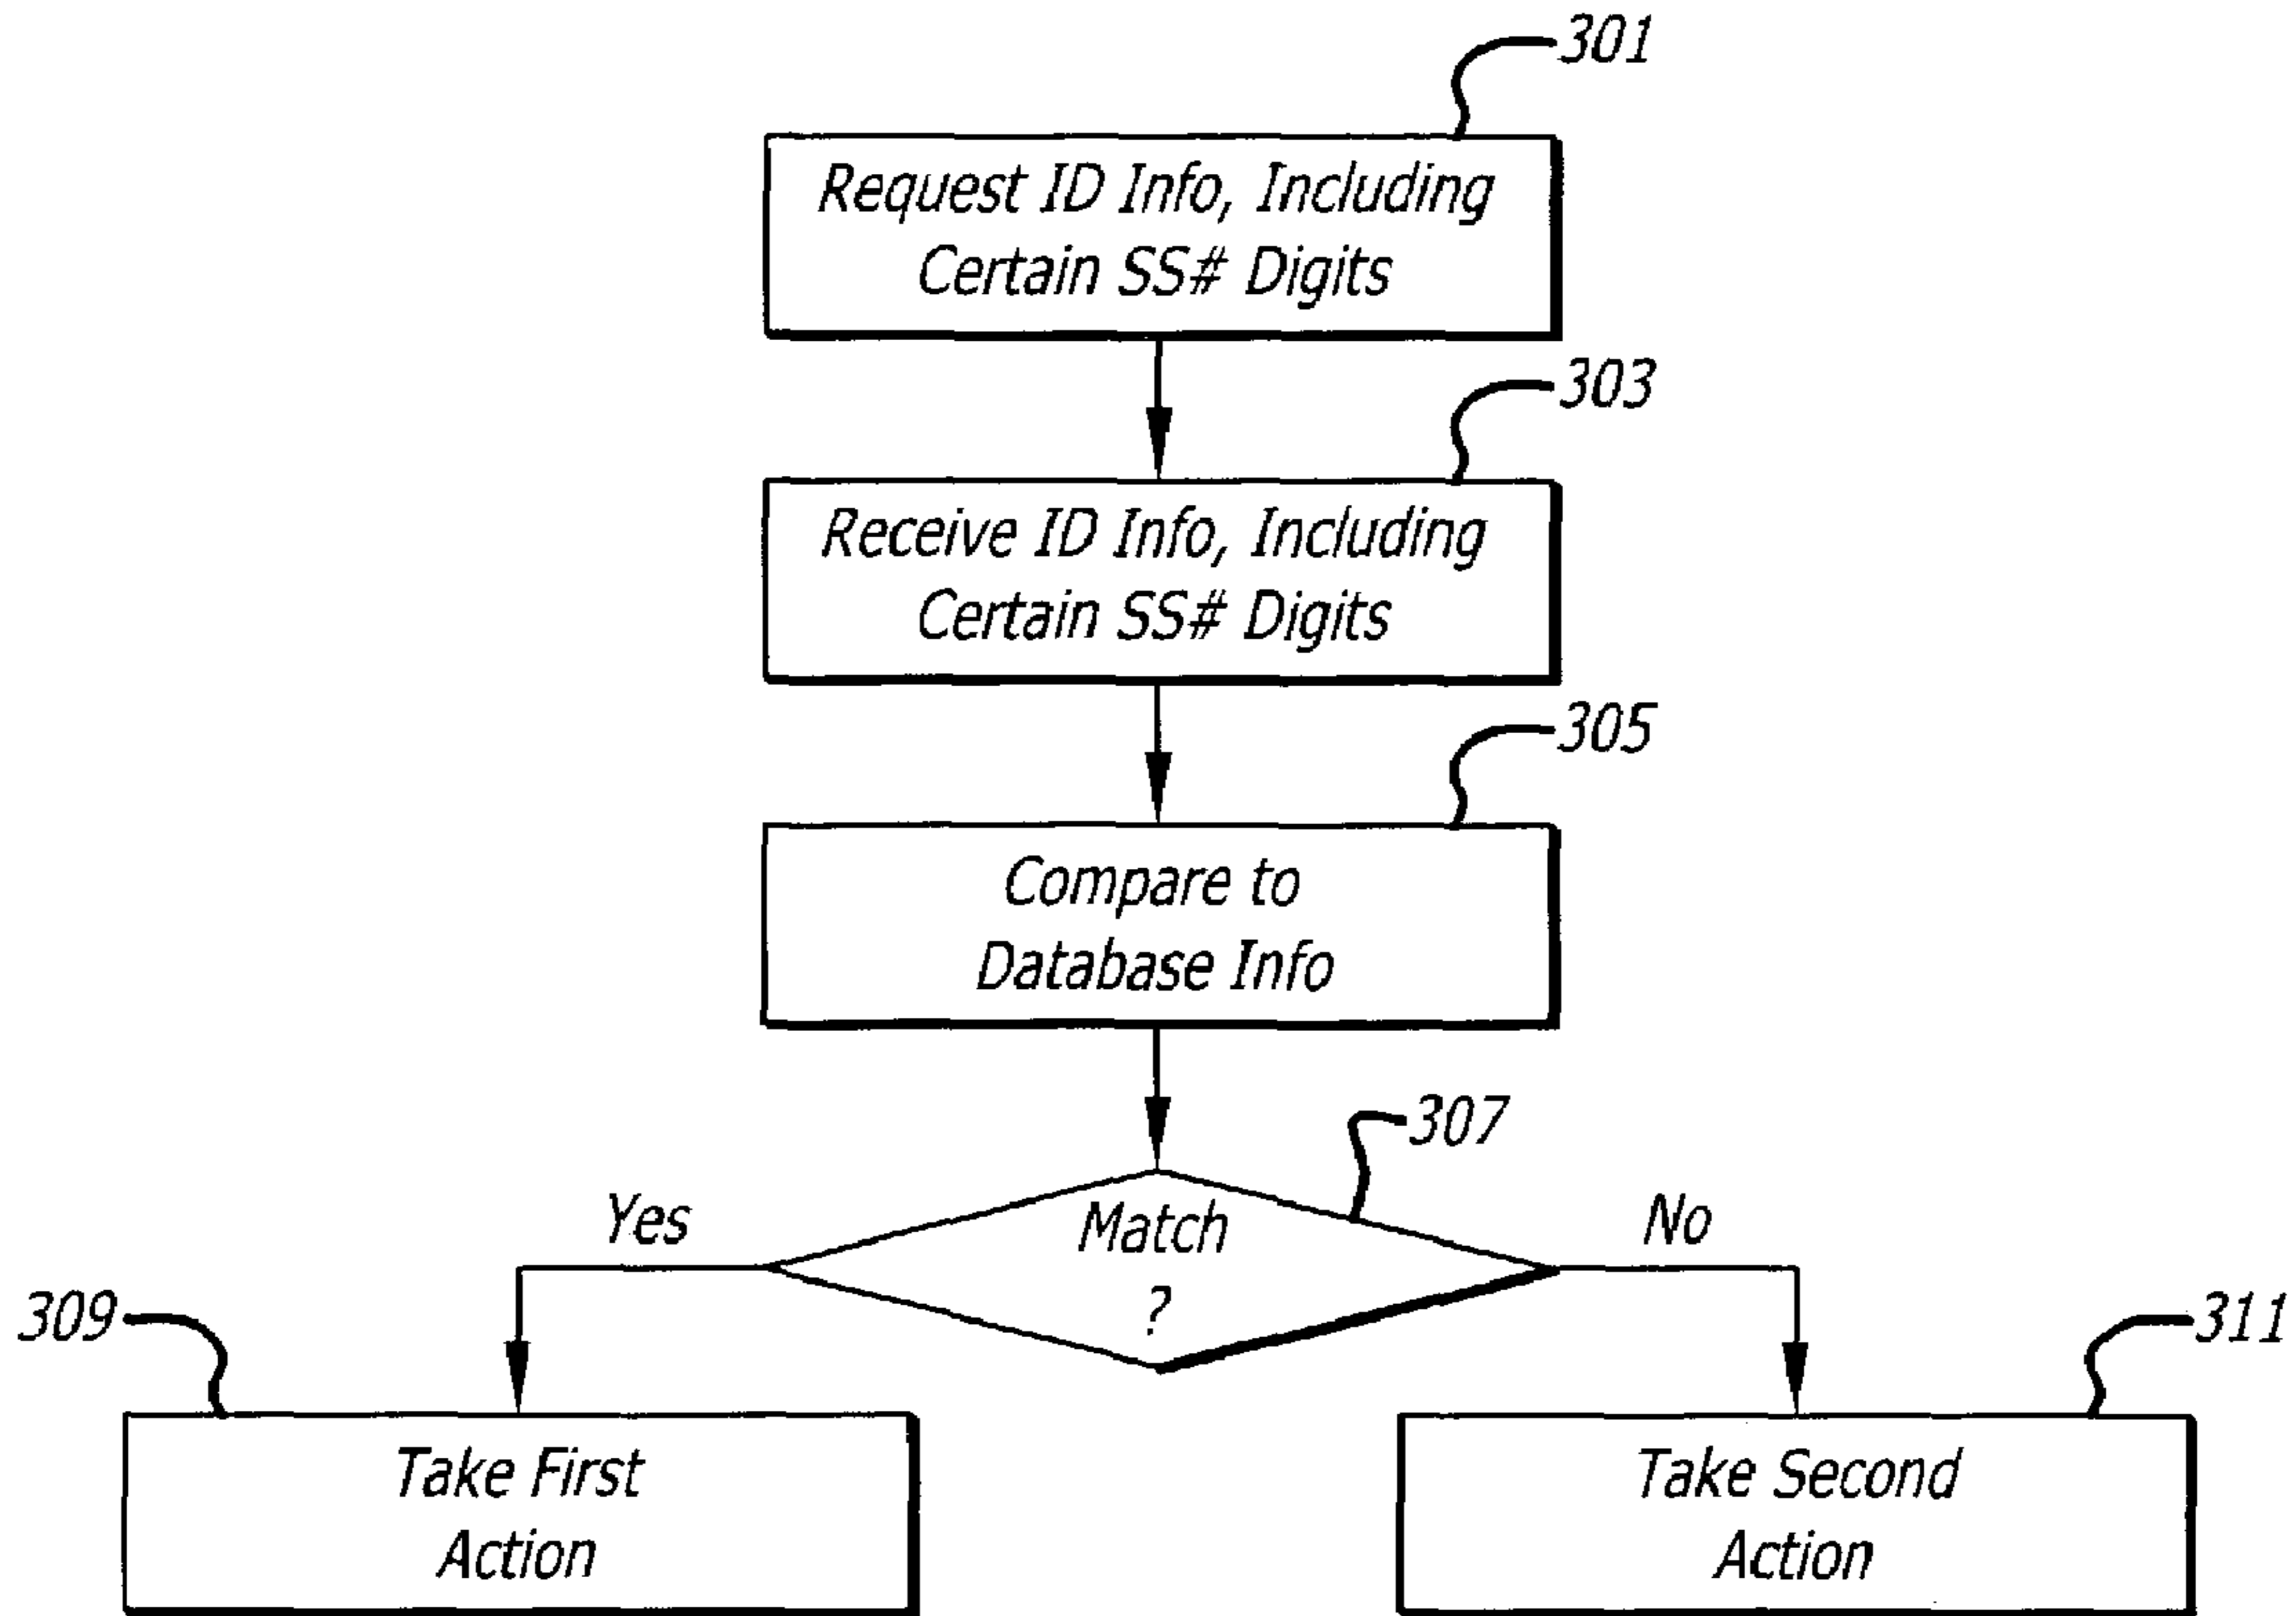 301
Request ID Info, Including
Certain SS# Digits
303
Receive ID Info, Including
Certain SS# Digits
305
Compare to
Database Info
307
Yes
Match
?
No
309
311
Take First
Action
Take Second
Action